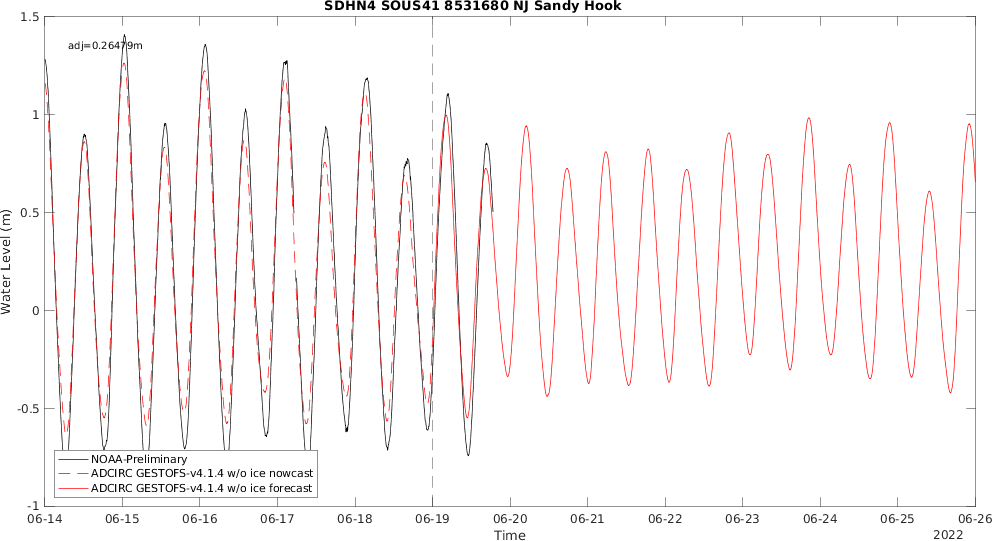 SDHN4 SOUS41 8531680 NJ Sandy Hook
adj=0.26479m
Water Level (m)
1.5
1
0.5
0
-0.5
-1
NOAA-Preliminary
ADCIRC GESTOFS-v4.1.4 w/o ice nowcast
ADCIRC GESTOFS-v4.1.4 w/o ice forecast
06-14 06-15 06-16 06-17 06-18 06-19 06-20 06-21 06-22 06-23 06-24 06-25 06-26
Time
2022